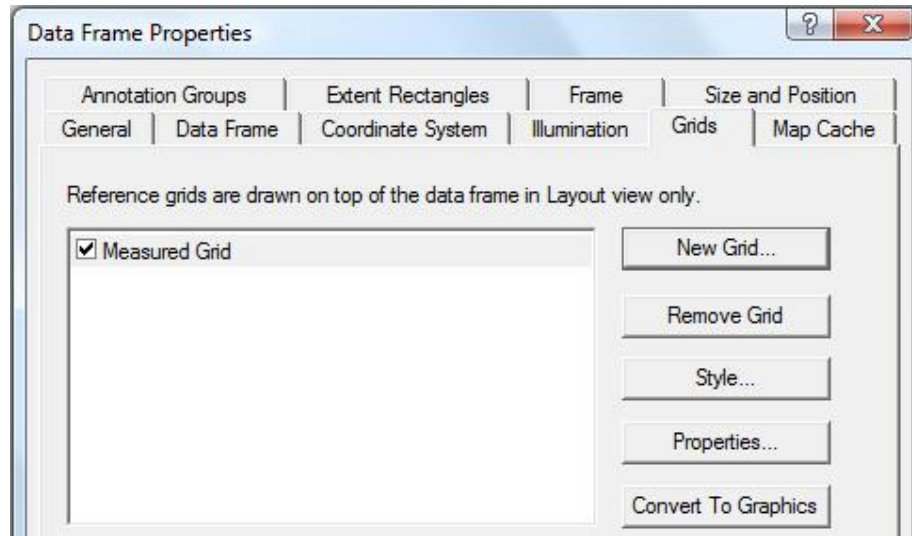 Data Frame Properties
Annotation Groups Extent Rectangles Frame Size and Position
General Data Frame Coordinate System Illumination Grids Map Cache
Reference grids are drawn on top of the data frame in Layout view only.
Measured Grid
New Grid...
Remove Grid
Style...
Properties...
Convert To Graphics